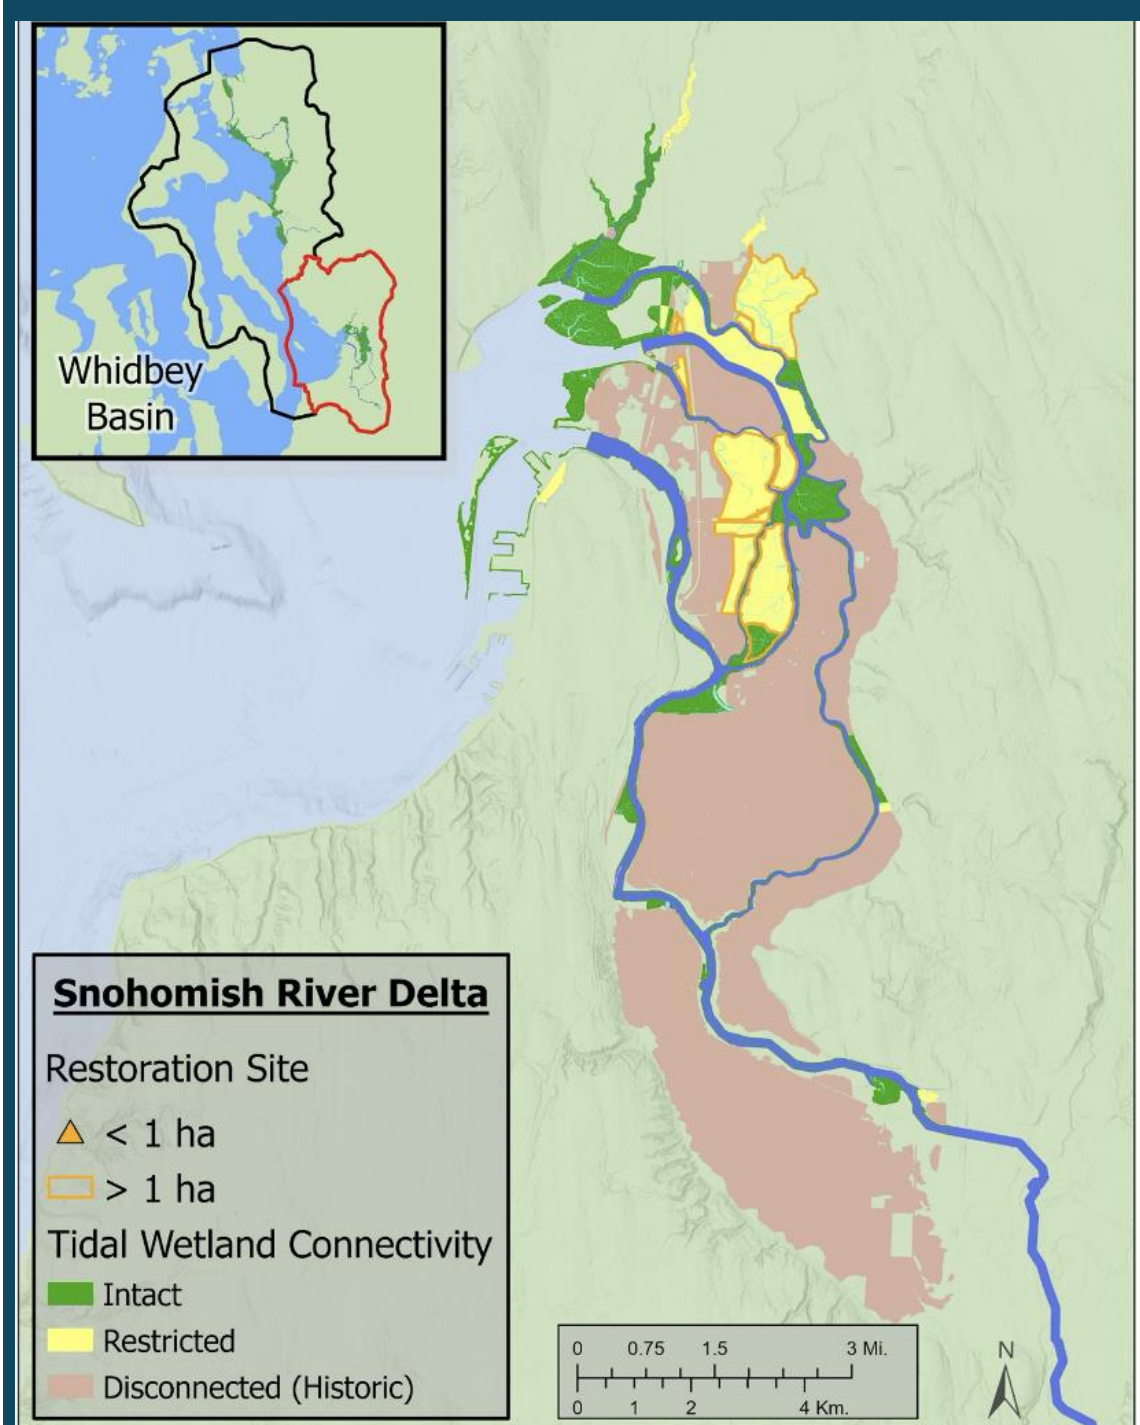 Whidbey
Basin
Snohomish River Delta
Restoration Site
< 1 ha
> 1 ha
Tidal Wetland Connectivity
Intact
Restricted
Disconnected (Historic)
0 0.75 1.5 3 Mi.
0 1 2 4 Km.
N